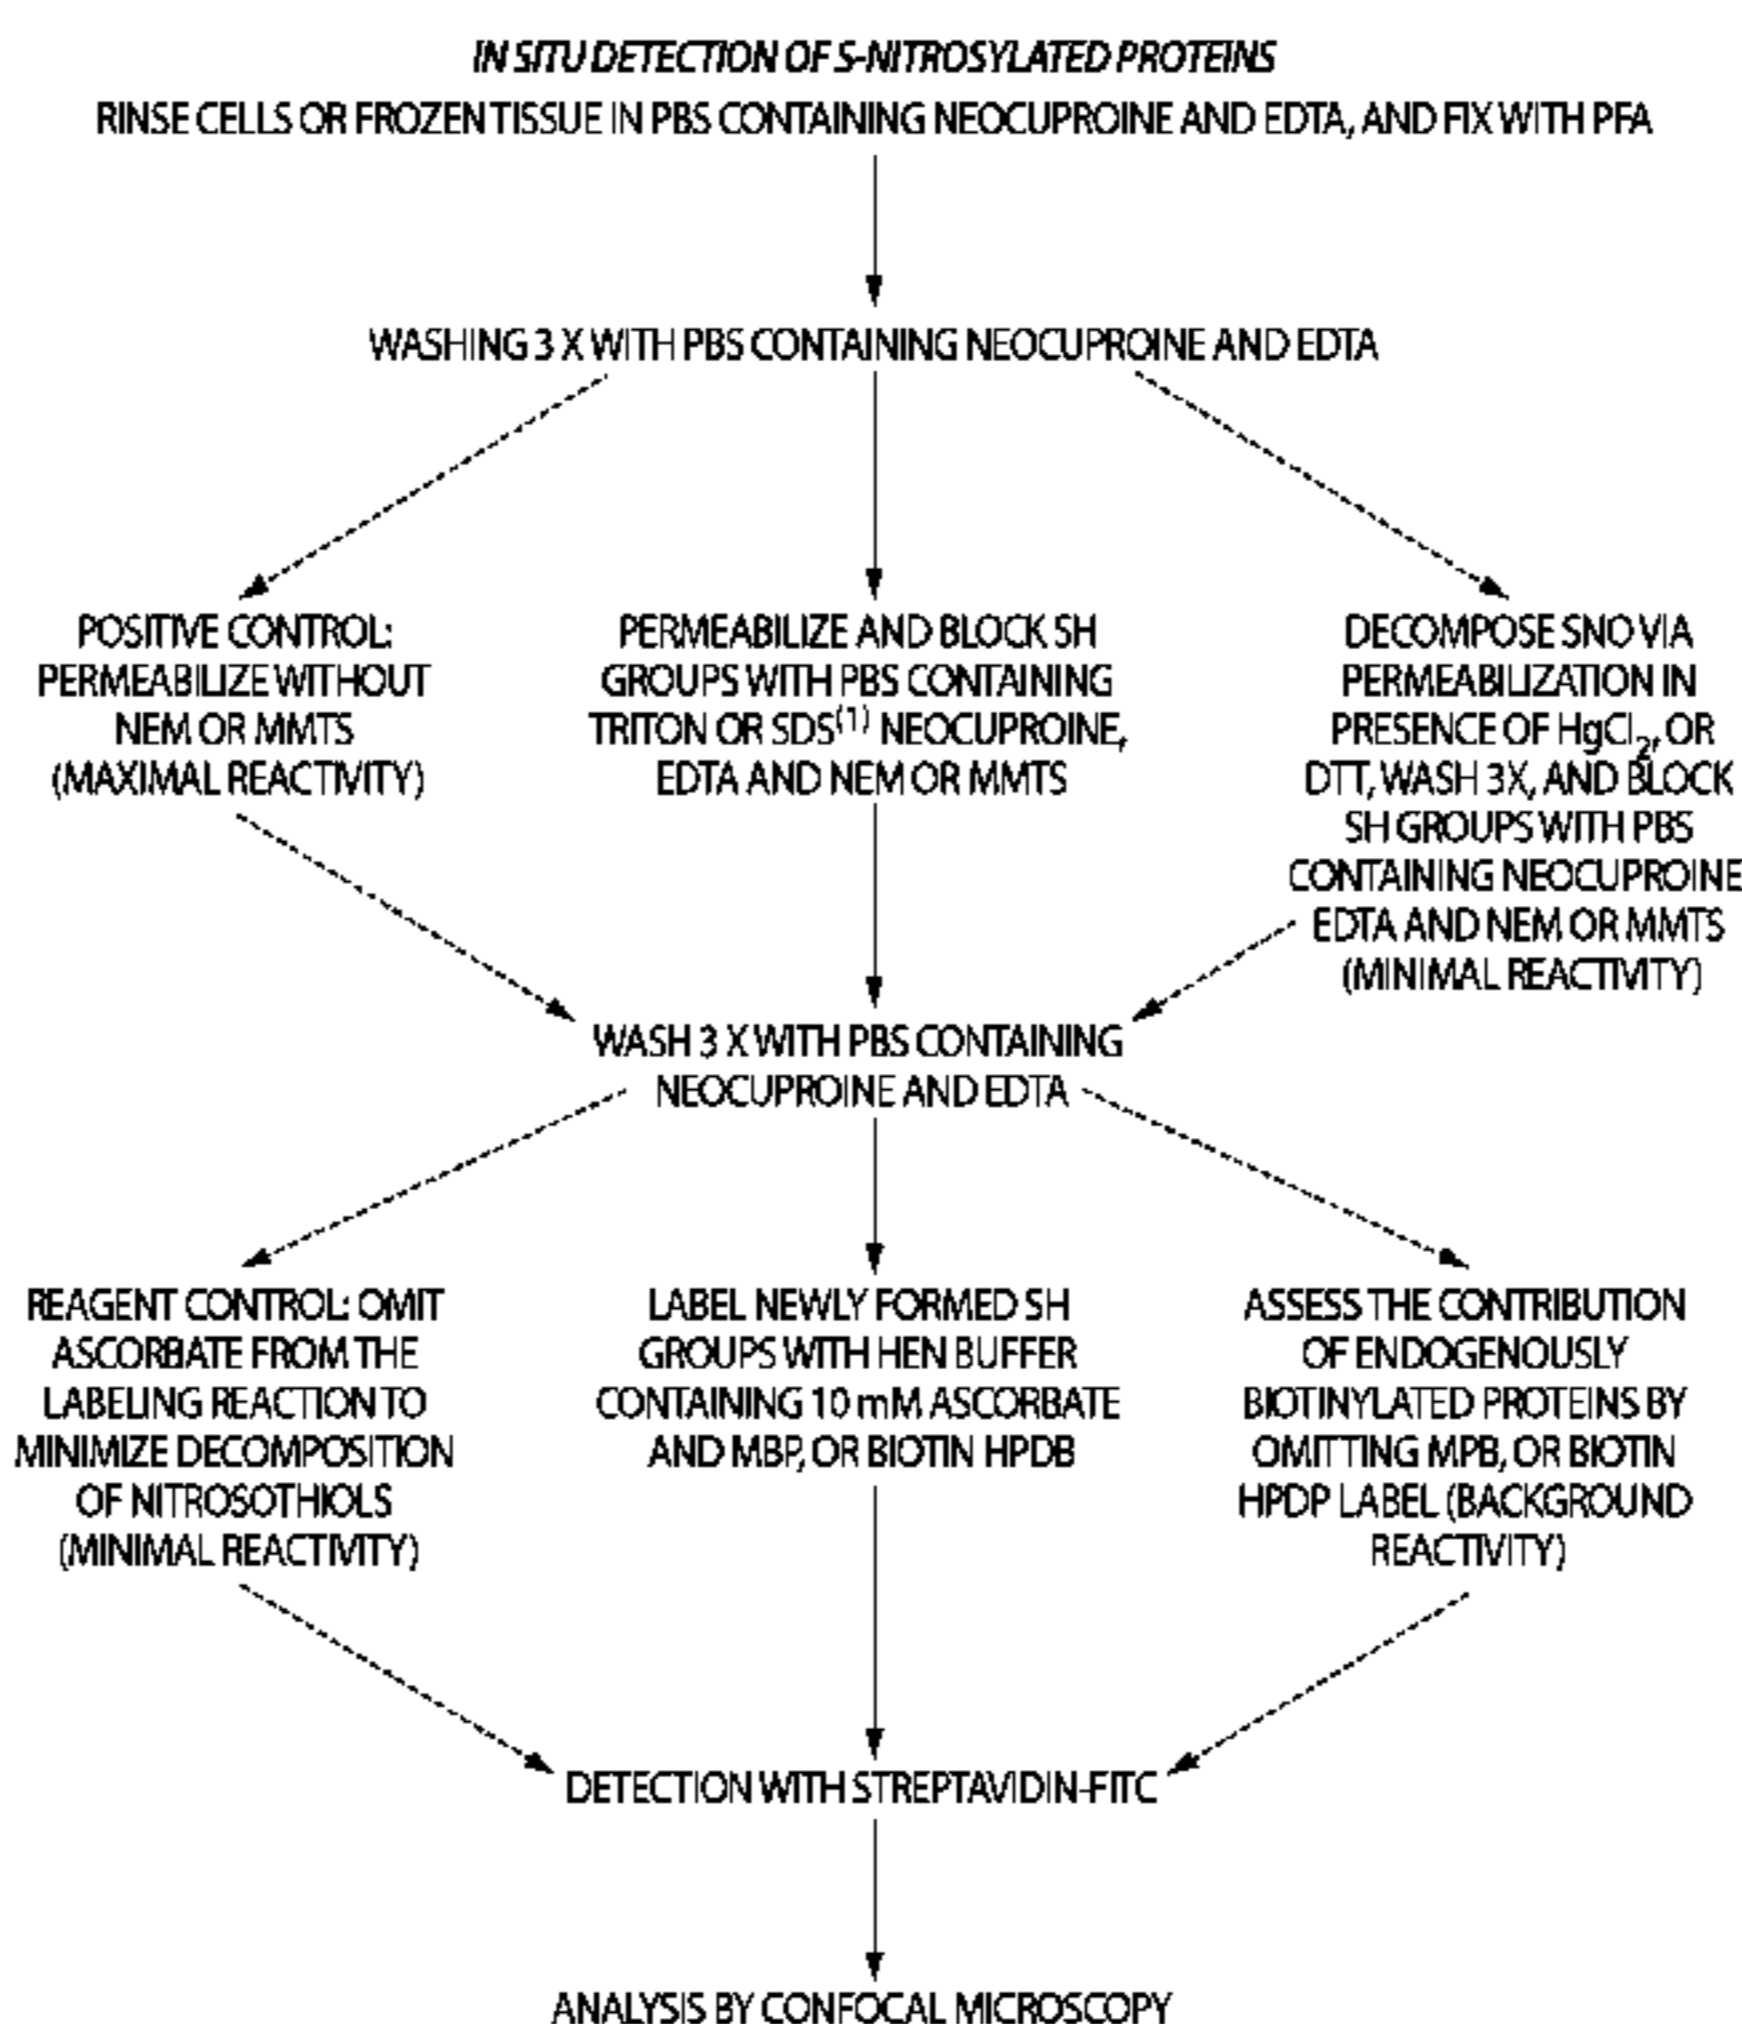 IN SITU DETECTION OF S-NITROSYLATED PROTEINS
RINSE CELLS OR FROZEN TISSUE IN PBS CONTAINING NEOCUPROINE AND EDTA, AND FIX WITH PFA
WASHING 3 X WITH PBS CONTAINING NEOCUPROINE AND EDTA
POSITIVE CONTROL:
PERMEABILIZE WITHOUT
NEM OR MMTS
(MAXIMAL REACTIVITY)
PERMEABILIZE AND BLOCK SH
GROUPS WITH PBS CONTAINING
TRITON OR SDS(1) NEOCUPROINE,
EDTA AND NEM OR MMTS
DECOMPOSE SNO VIA
PERMEABILIZATION IN
PRESENCE OF HgCl2, OR
DTT, WASH 3X, AND BLOCK
SH GROUPS WITH PBS
CONTAINING NEOCUPROINE
EDTA AND NEM OR MMTS
(MINIMAL REACTIVITY)
WASH 3 X WITH PBS CONTAINING
NEOCUPROINE AND EDTA
REAGENT CONTROL: OMIT
ASCORBATE FROM THE
LABELING REACTION TO
MINIMIZE DECOMPOSITION
OF NITROSOTHIOLS
(MINIMAL REACTIVITY)
LABEL NEWLY FORMED SH
GROUPS WITH HEN BUFFER
CONTAINING 10 mM ASCORBATE
AND MBP, OR BIOTIN HPDB
ASSESS THE CONTRIBUTION
OF ENDOGENOUSLY
BIOTINYLATED PROTEINS BY
OMITTING MPB, OR BIOTIN
HPDP LABEL (BACKGROUND
REACTIVITY)
DETECTION WITH STREPTAVIDIN-FITC
ANALYSIS BY CONFOCAL MICROSCOPY